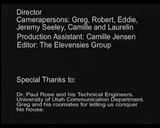 Director
Camerapersons: Greg, Robert, Eddie,
Jeremy Seeley, Camille and Laurelin
Production Assistant: Camille Jensen
Editor: The Elevensies Group
Special Thanks to:
Dr. Paul Rose and his Technical Engineers.
University of Utah Communication Department.
Greg and his roomates for letting us conquer
his house.